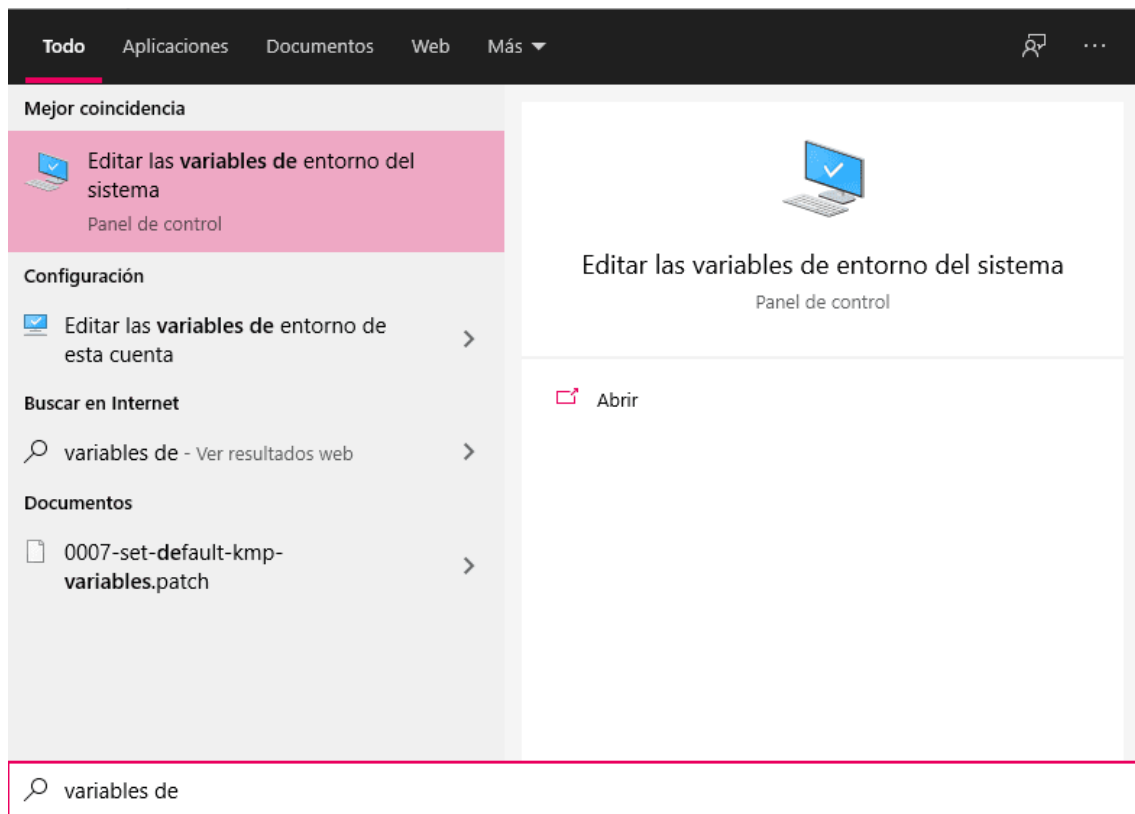 Todo Aplicaciones Documentos Web Más
Mejor coincidencia
Editar las variables de entorno del
sistema
Panel de control
Configuración
Editar las variables de entorno de
esta cuenta
Buscar en Internet
variables de - Ver resultados web
Documentos
0007-set-default-kmp-
variables.patch
Editar las variables de entorno del sistema
Panel de control
Abrir
variables de